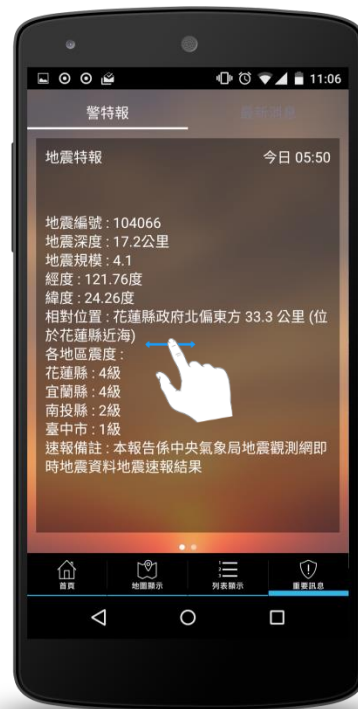 11:06
警特報
最新消息
地震特報 今日 05:50
地震編號 : 104066
地震深度 : 17.2公里
地震規模 : 4.1
經度 : 121.76度
緯度 : 24.26度
相對位置 : 花蓮縣政府北偏東方 33.3 公里 (位
於花蓮縣近海)
各地區震度 :
花蓮縣 : 4級
宜蘭縣 : 4級
南投縣 : 2級
臺中市 : 1級
速報備註 : 本報告係中央氣象局地震觀測網即
時地震資料地震速報結果
首頁 地圖顯示 列表顯示 重要訊息